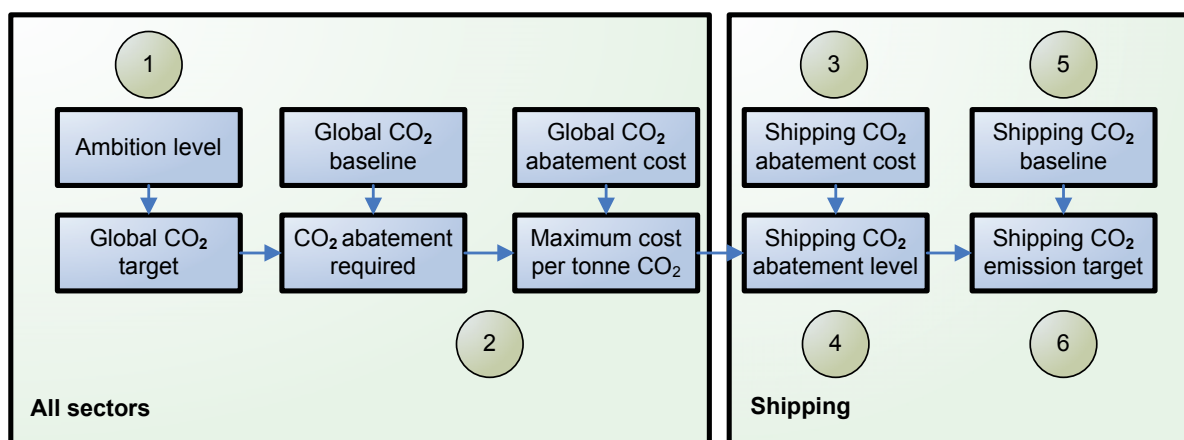 1
3
5
Ambition level
Global CO2
baseline
Global CO2
abatement cost
Shipping CO2
abatement cost
Shipping CO2
baseline
Global CO2
target
CO2 abatement
required
Maximum cost
per tonne CO2
Shipping CO2
abatement level
Shipping CO2
emission target
2
4
6
All sectors
Shipping